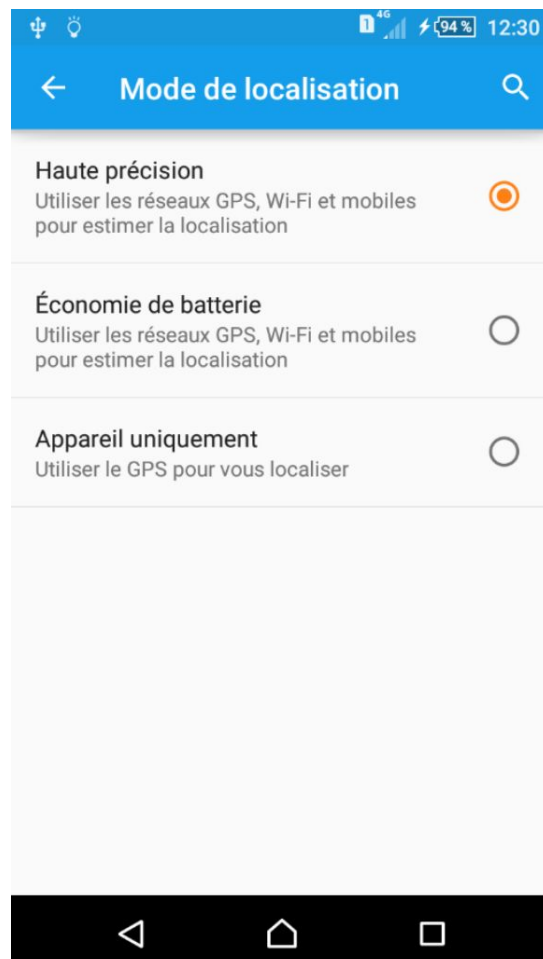 1 4G 94 % 12:30
Mode de localisation
Haute précision
Utiliser les réseaux GPS, Wi-Fi et mobiles
pour estimer la localisation
Économie de batterie
Utiliser les réseaux GPS, Wi-Fi et mobiles
pour estimer la localisation
Appareil uniquement
Utiliser le GPS pour vous localiser